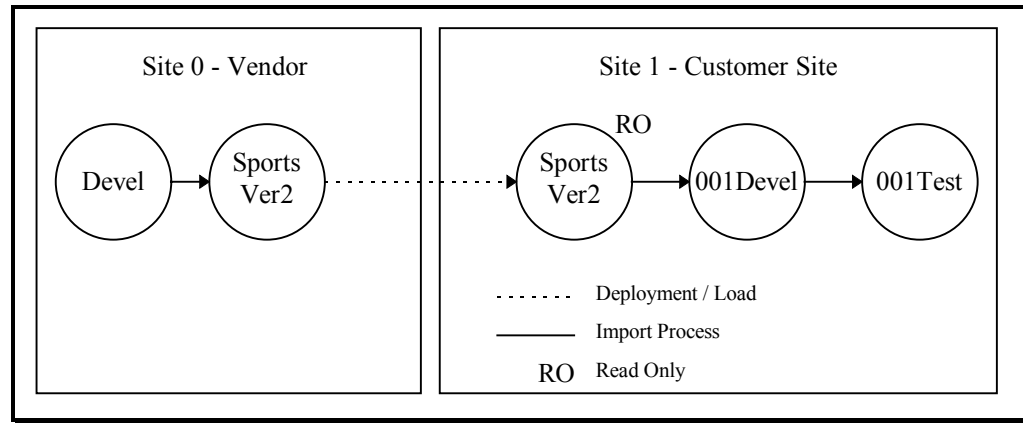 Site 0 - Vendor
Site 1 - Customer Site
Devel
Sports
Ver2
Sports
Ver2
RO
001Devel
001Test
Deployment / Load
Import Process
RO Read Only